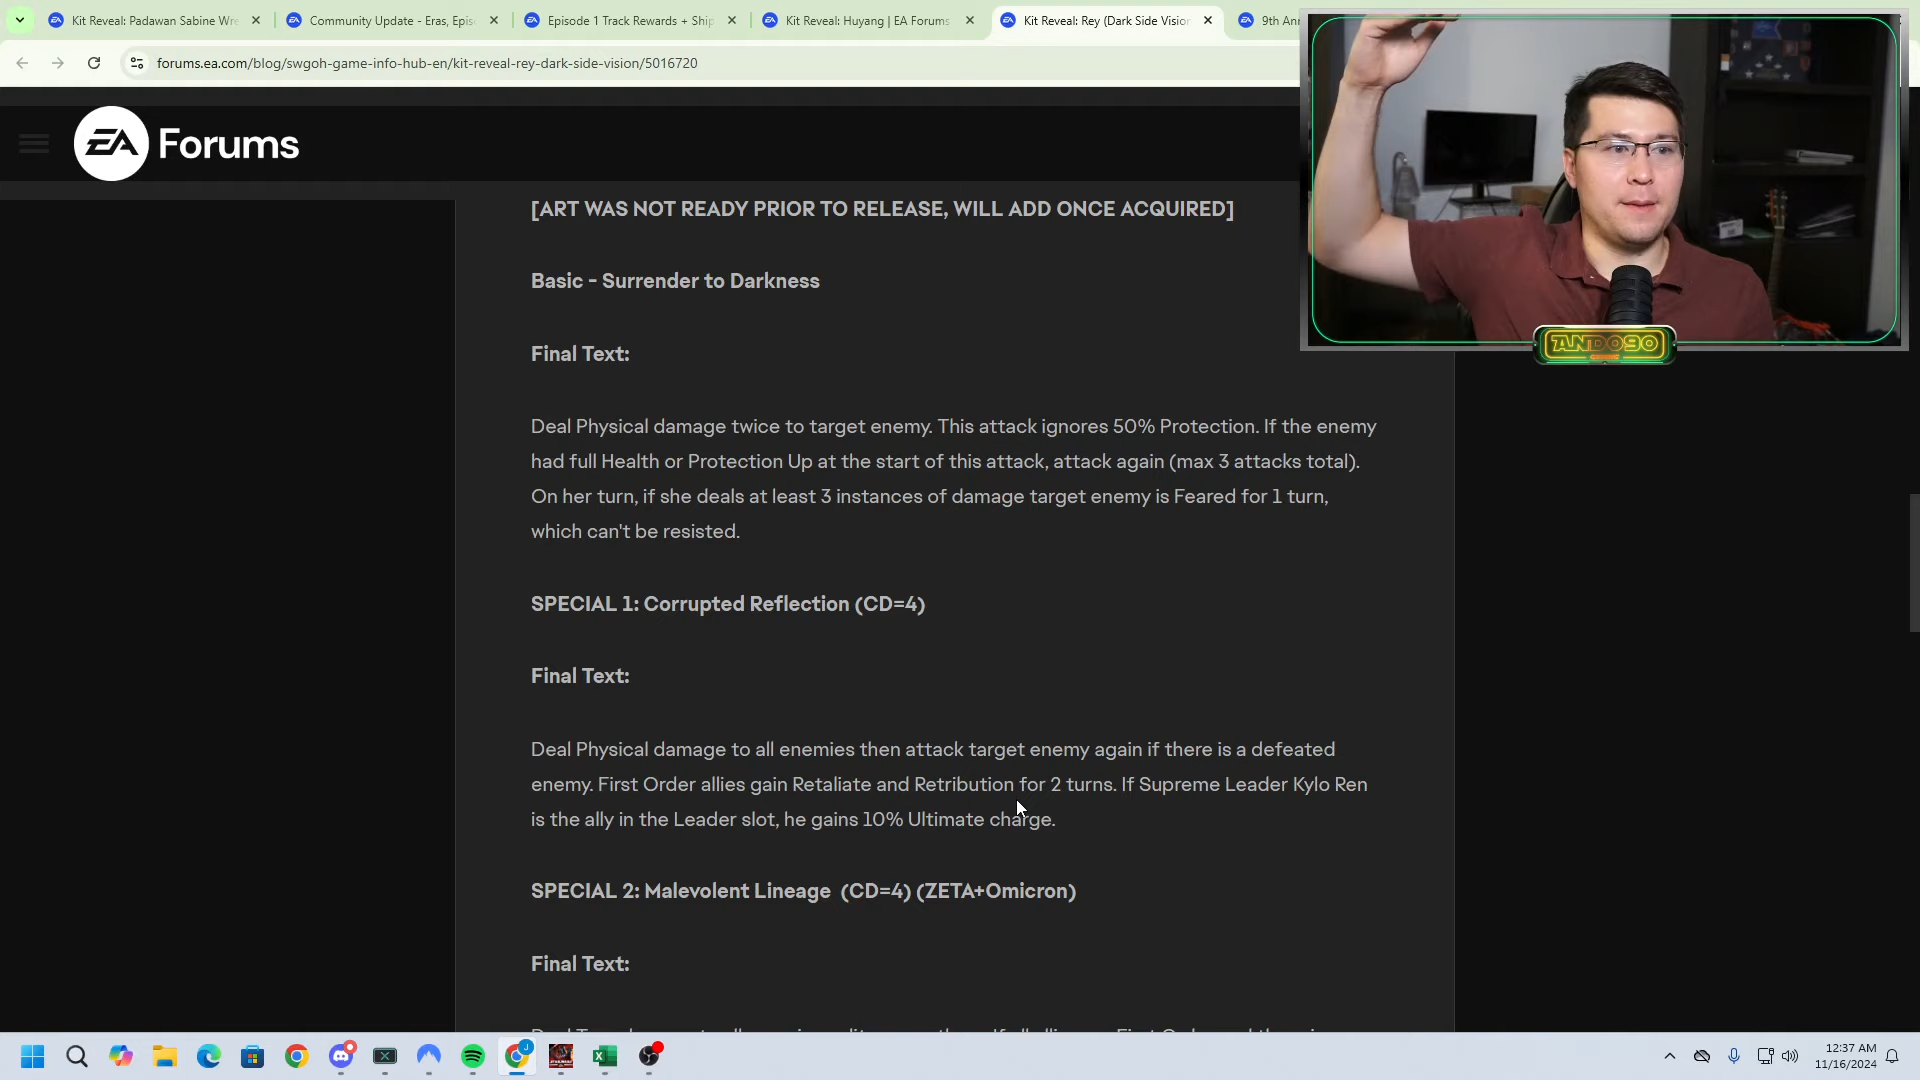 Kit Reveal: Padawan Sabine Wre
Community Update - Eras, Epis
Episode 1 Track Rewards + Ship
Kit Reveal: Huyang | EA Forums
Kit Reveal: Rey (Dark Side Vision
9th Ann
forums.ea.com/blog/swgoh-game-info-hub-en/kit-reveal-rey-dark-side-vision/5016720
EA Forums
ANDO90
[ART WAS NOT READY PRIOR TO RELEASE, WILL ADD ONCE ACQUIRED]
Basic - Surrender to Darkness
Final Text:
Deal Physical damage twice to target enemy. This attack ignores 50% Protection. If the enemy
had full Health or Protection Up at the start of this attack, attack again (max 3 attacks total).
On her turn, if she deals at least 3 instances of damage target enemy is Feared for 1 turn,
which can't be resisted.
SPECIAL 1: Corrupted Reflection (CD=4)
Final Text:
Deal Physical damage to all enemies then attack target enemy again if there is a defeated
enemy. First Order allies gain Retaliate and Retribution for 2 turns. If Supreme Leader Kylo Ren
is the ally in the Leader slot, he gains 10% Ultimate charge.
SPECIAL 2: Malevolent Lineage (CD=4) (ZETA+Omicron)
Final Text:
12:37 AM
11/16/2024